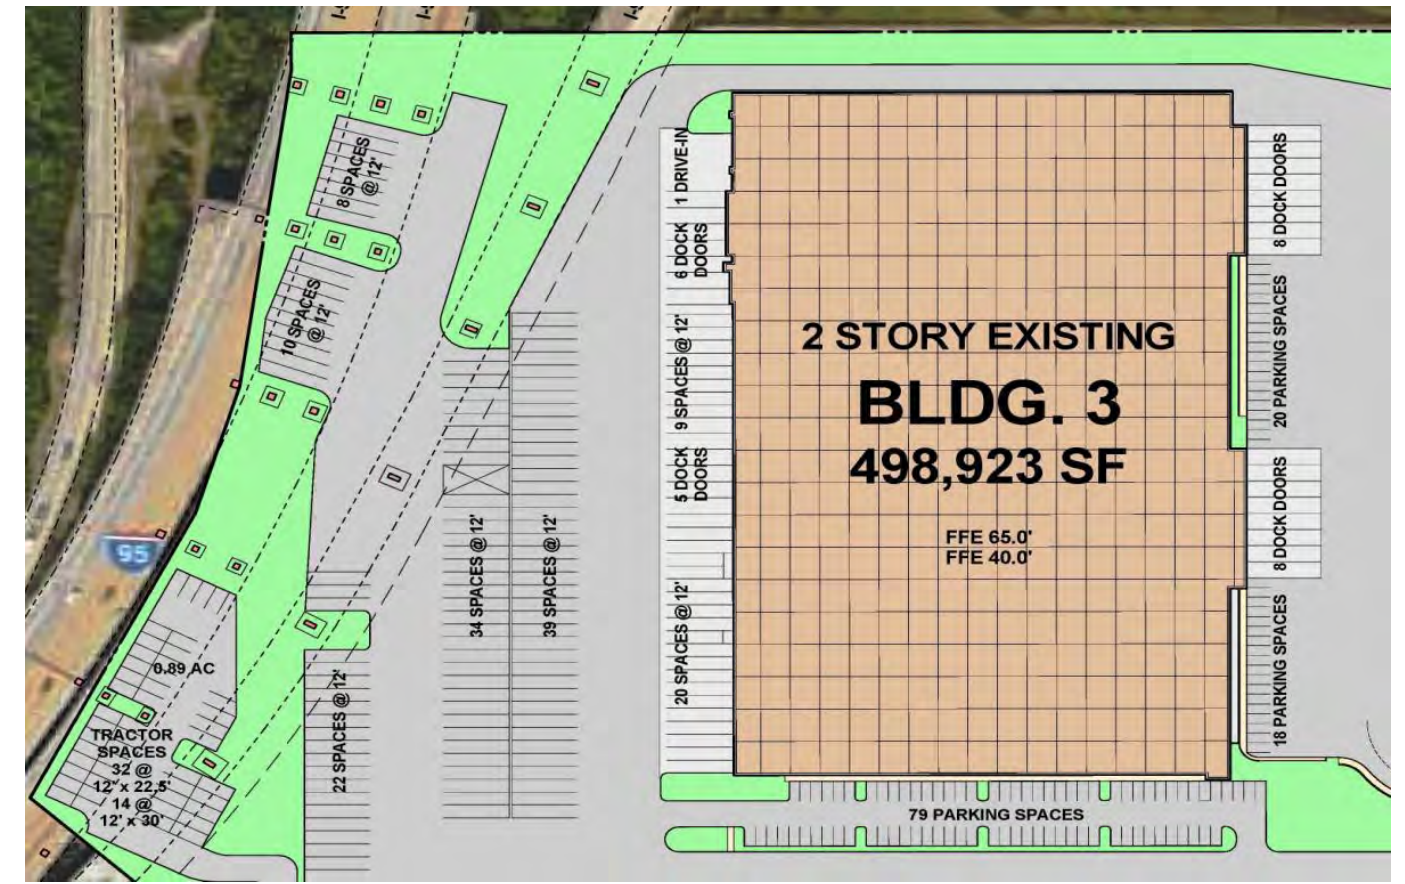 I-
I-
I-
8 SPACES
@ 12'
10 SPACES
@ 12'
95
0.89 AC
TRACTOR
SPACES
32 @
12' x 22.5'
14 @
12' x 30'
22 SPACES @ 12'
34 SPACES @ 12'
39 SPACES @ 12'
1 DRIVE-IN
6 DOCK
DOORS
9 SPACES @ 12'
5 DOCK
DOORS
20 SPACES @ 12'
2 STORY EXISTING
BLDG. 3
498,923 SF
FFE 65.0'
FFE 40.0'
8 DOCK DOORS
20 PARKING SPACES
8 DOCK DOORS
18 PARKING SPACES
79 PARKING SPACES